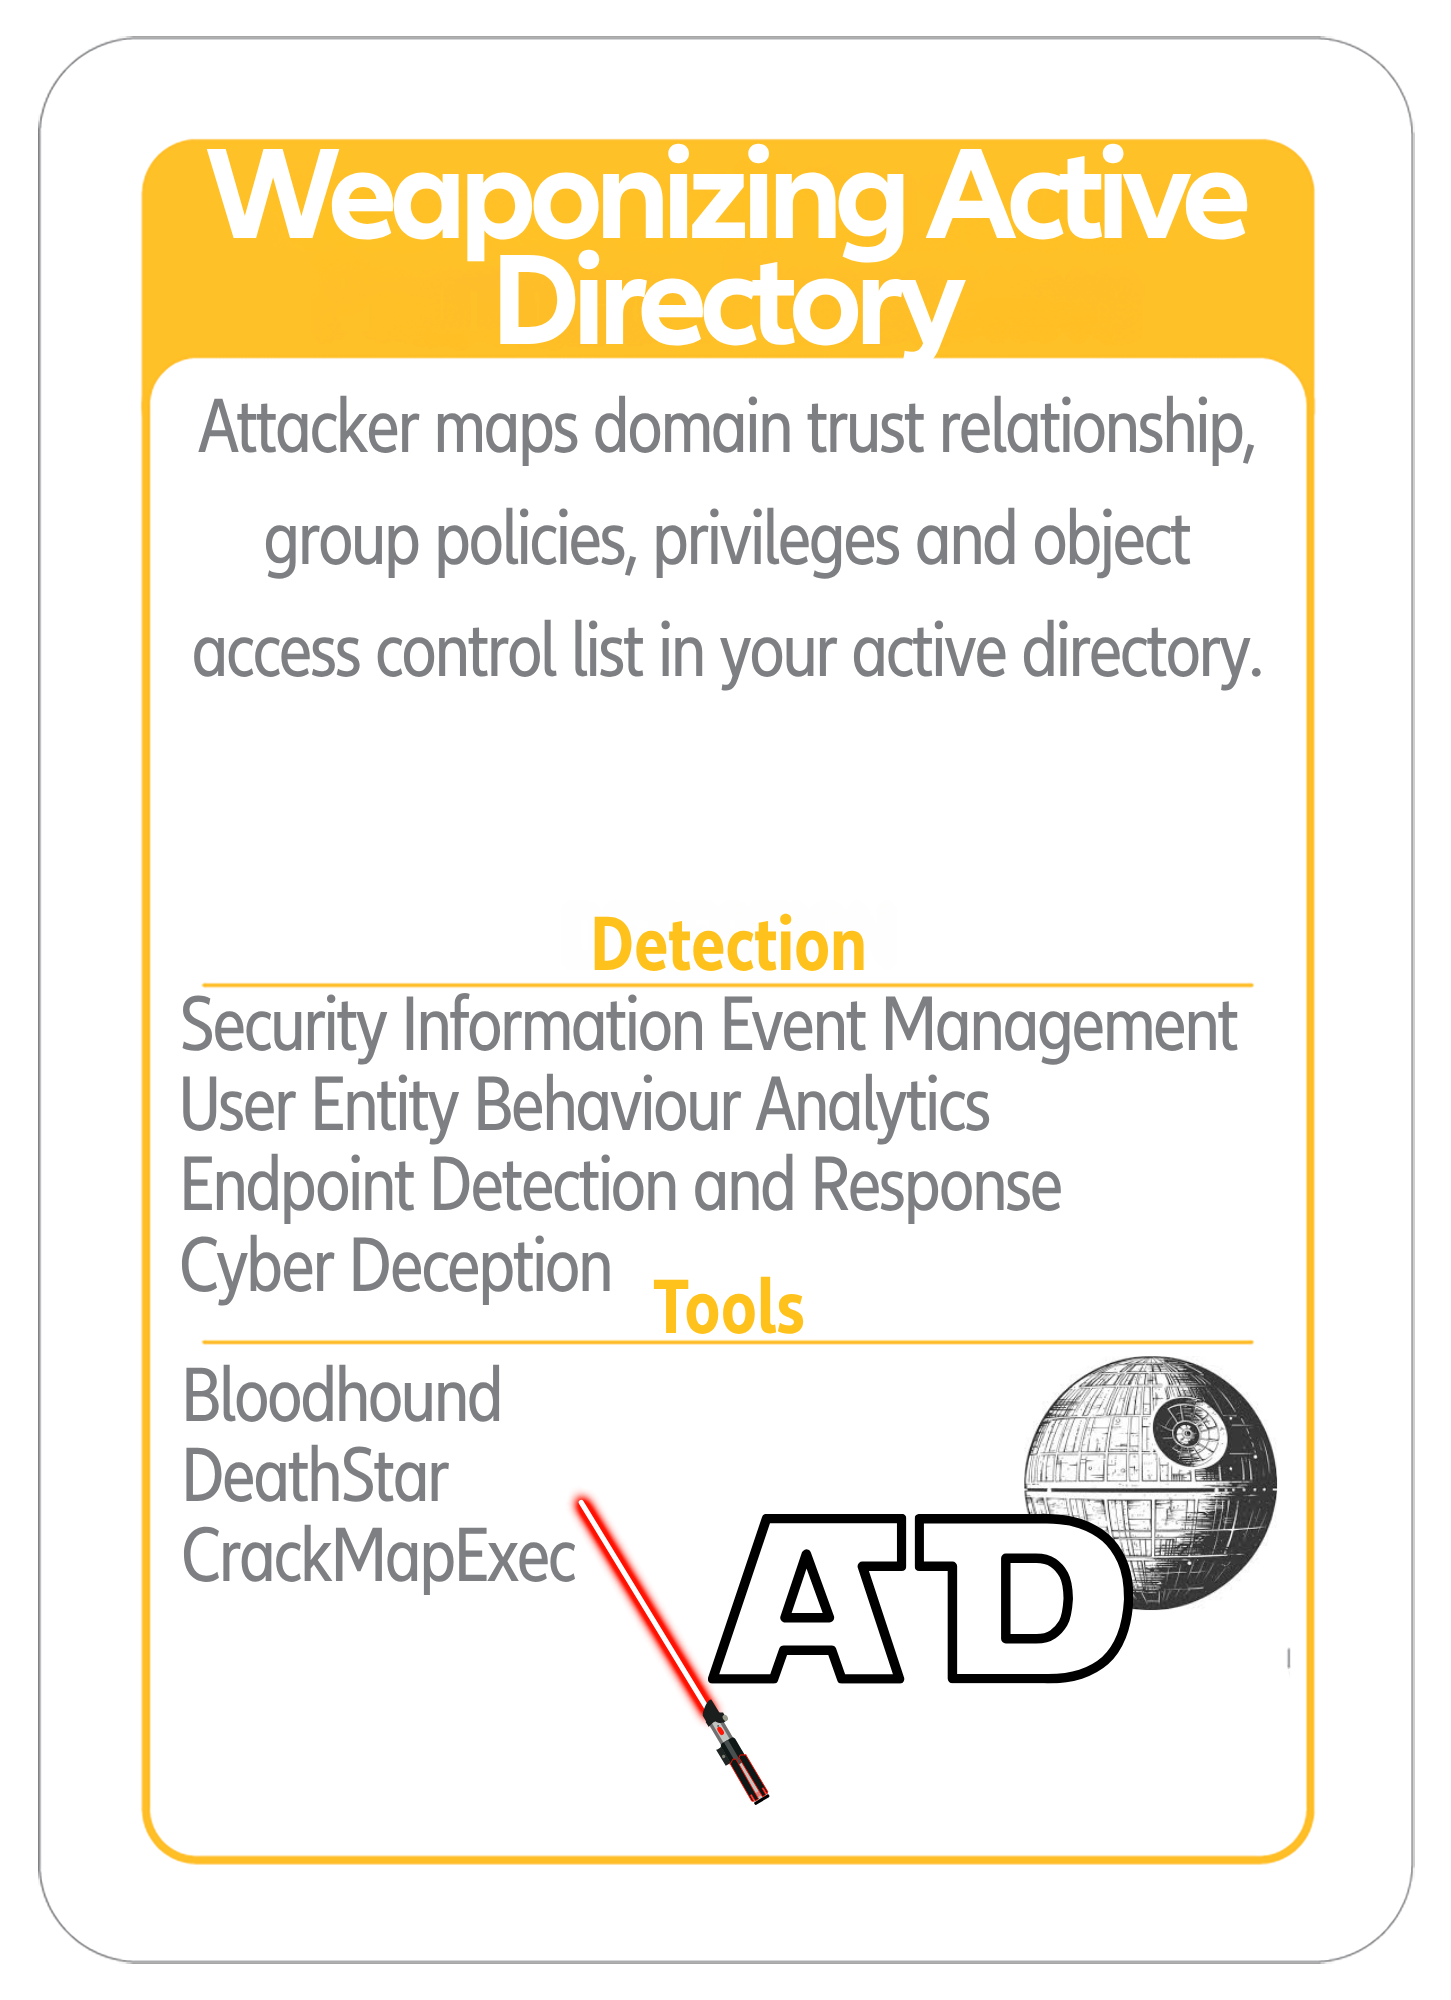 Weaponizing Active
Directory
Attacker maps domain trust relationship,
group policies, privileges and object
access control list in your active directory.
Detection
Security Information Event Management
User Entity Behaviour Analytics
Endpoint Detection and Response
Cyber Deception
Tools
Bloodhound
DeathStar
CrackMapExec
AD